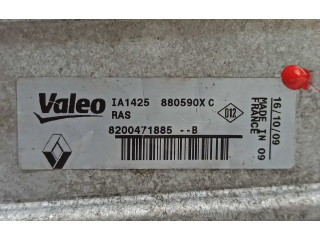 Valeo IA1425 880590X C
RAS
D12
8200471885 --B
16/10/09
MADE IN 09
FRANCE